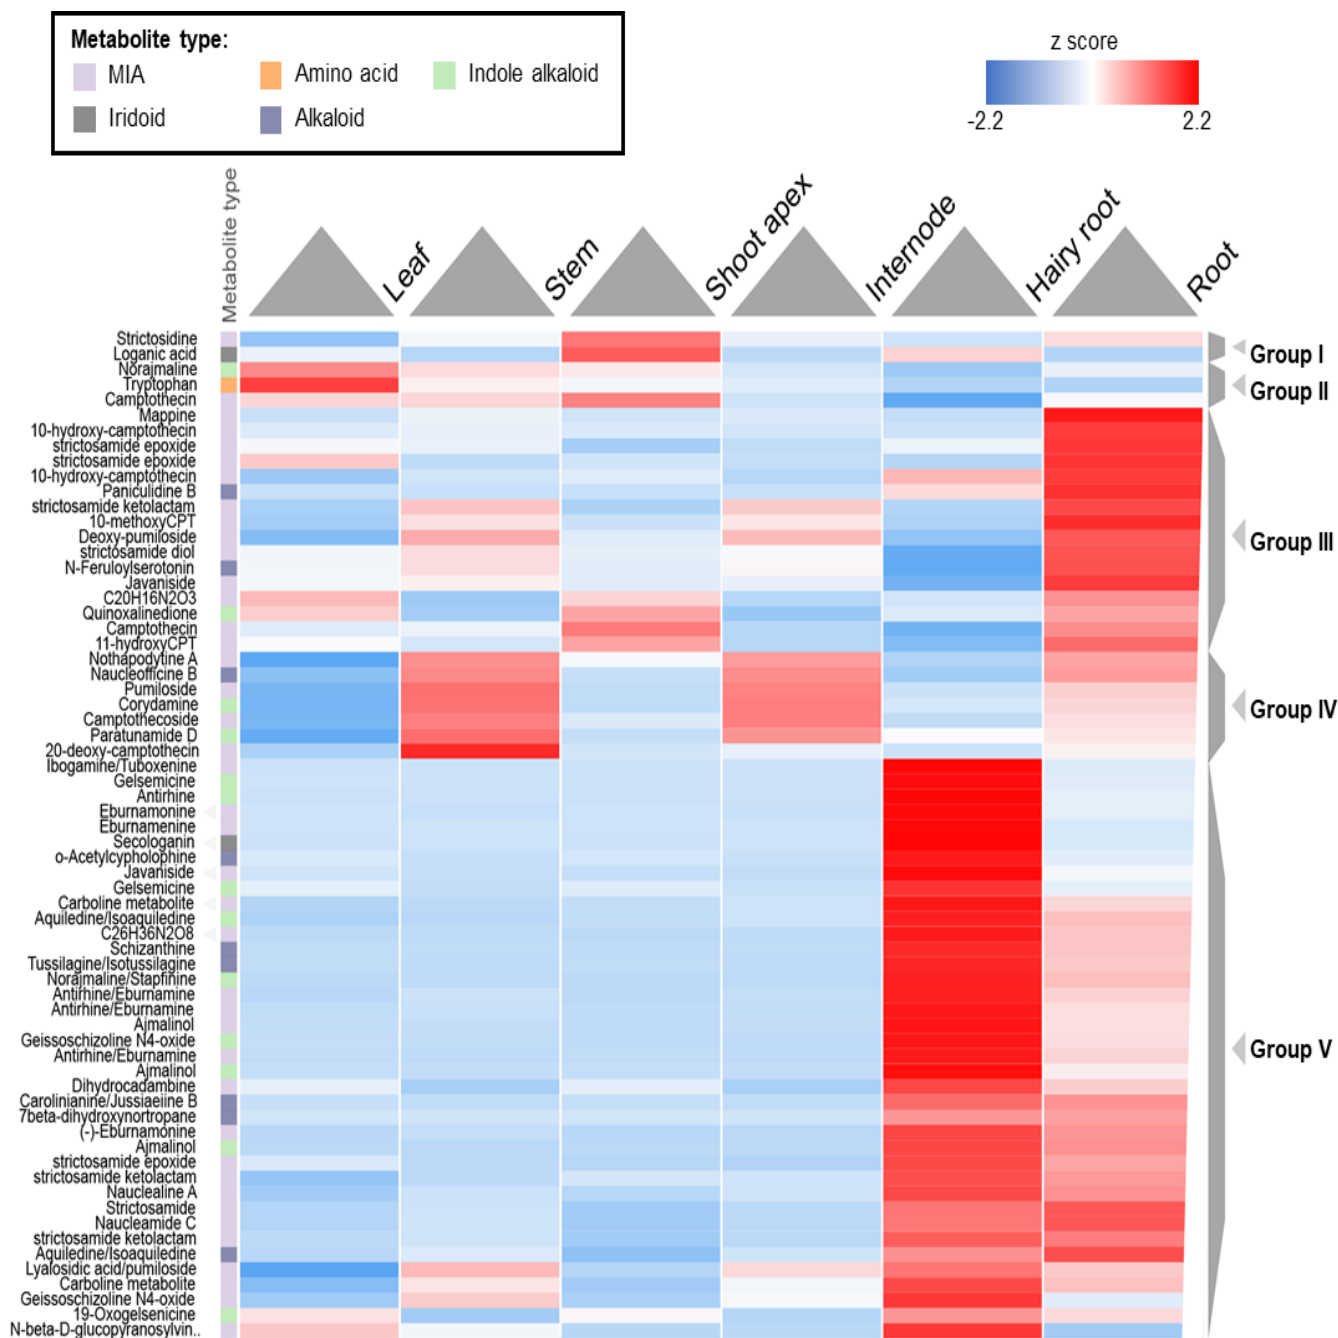 Metabolite type:
MIA
Amino acid
Indole alkaloid
Iridoid
Alkaloid
z score
-2.2
2.2
Metabolite type
Leaf
Stem
Shoot apex
Internode
Hairy root
Root
Strictosidine
Loganic acid
Norajmaline
Tryptophan
Camptothecin
Mappine
10-hydroxy-camptothecin
strictosamide epoxide
strictosamide epoxide
10-hydroxy-camptothecin
Paniculidine B
strictosamide ketolactam
10-methoxyCPT
Deoxy-pumiloside
strictosamide diol
N-Feruloylserotonin
Javaniside
C20H16N2O3
Quinoxalinedione
Camptothecin
11-hydroxyCPT
Nothapodytine A
Naucleofficine B
Pumiloside
Corydamine
Camptothecoside
Paratunamide D
20-deoxy-camptothecin
Ibogamine/Tuboxenine
Gelsemicine
Antirhine
Eburnamonine
Eburnamenine
Secologanin
o-Acetylcypholophine
Javaniside
Gelsemicine
Carboline metabolite
Aquiledine/Isoaquiledine
C26H36N2O8
Schizanthine
Tussilagine/Isotussilagine
Norajmaline/Stapfinine
Antirhine/Eburnamine
Antirhine/Eburnamine
Ajmalinol
Geissoschizoline N4-oxide
Antirhine/Eburnamine
Ajmalinol
Dihydrocadambine
Carolinianine/Jussiaeiine B
7beta-dihydroxynortropane
(-)-Eburnamonine
Ajmalinol
strictosamide epoxide
strictosamide ketolactam
Nauclealine A
Strictosamide
Naucleamide C
strictosamide ketolactam
Aquiledine/Isoaquiledine
Lyalosidic acid/pumiloside
Carboline metabolite
Geissoschizoline N4-oxide
19-Oxogelsenicine
N-beta-D-glucopyranosylvin..
Group I
Group II
Group III
Group IV
Group V